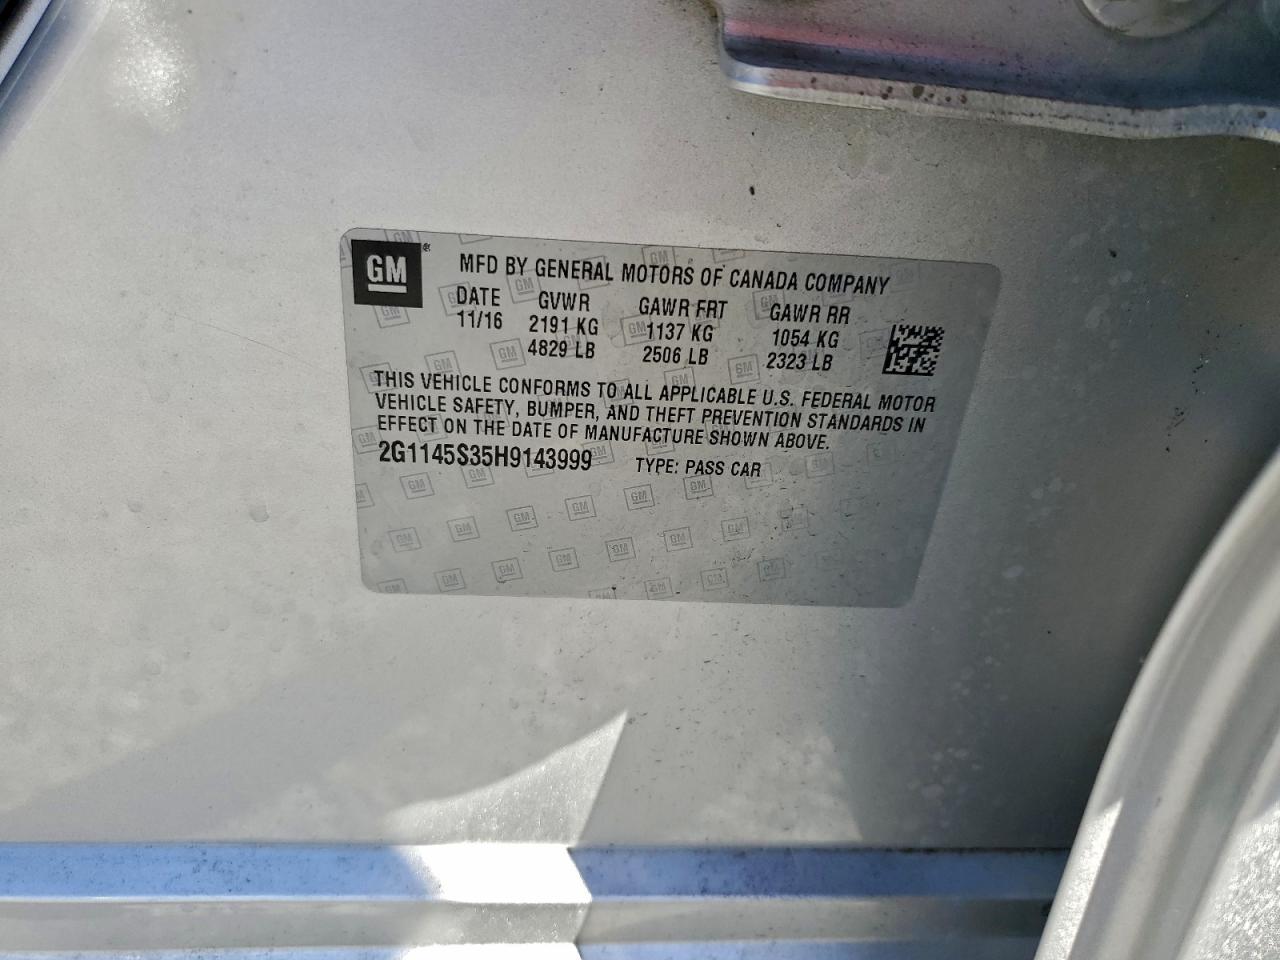 GM
MFD BY GENERAL MOTORS OF CANADA COMPANY
DATE GVWR GAWR FRT GAWR RR
11/16 2191 KG 1137 KG 1054 KG
4829 LB 2506 LB 2323 LB
THIS VEHICLE CONFORMS TO ALL APPLICABLE U.S. FEDERAL MOTOR
VEHICLE SAFETY, BUMPER, AND THEFT PREVENTION STANDARDS IN
EFFECT ON THE DATE OF MANUFACTURE SHOWN ABOVE.
2G1145S35H9143999 TYPE: PASS CAR